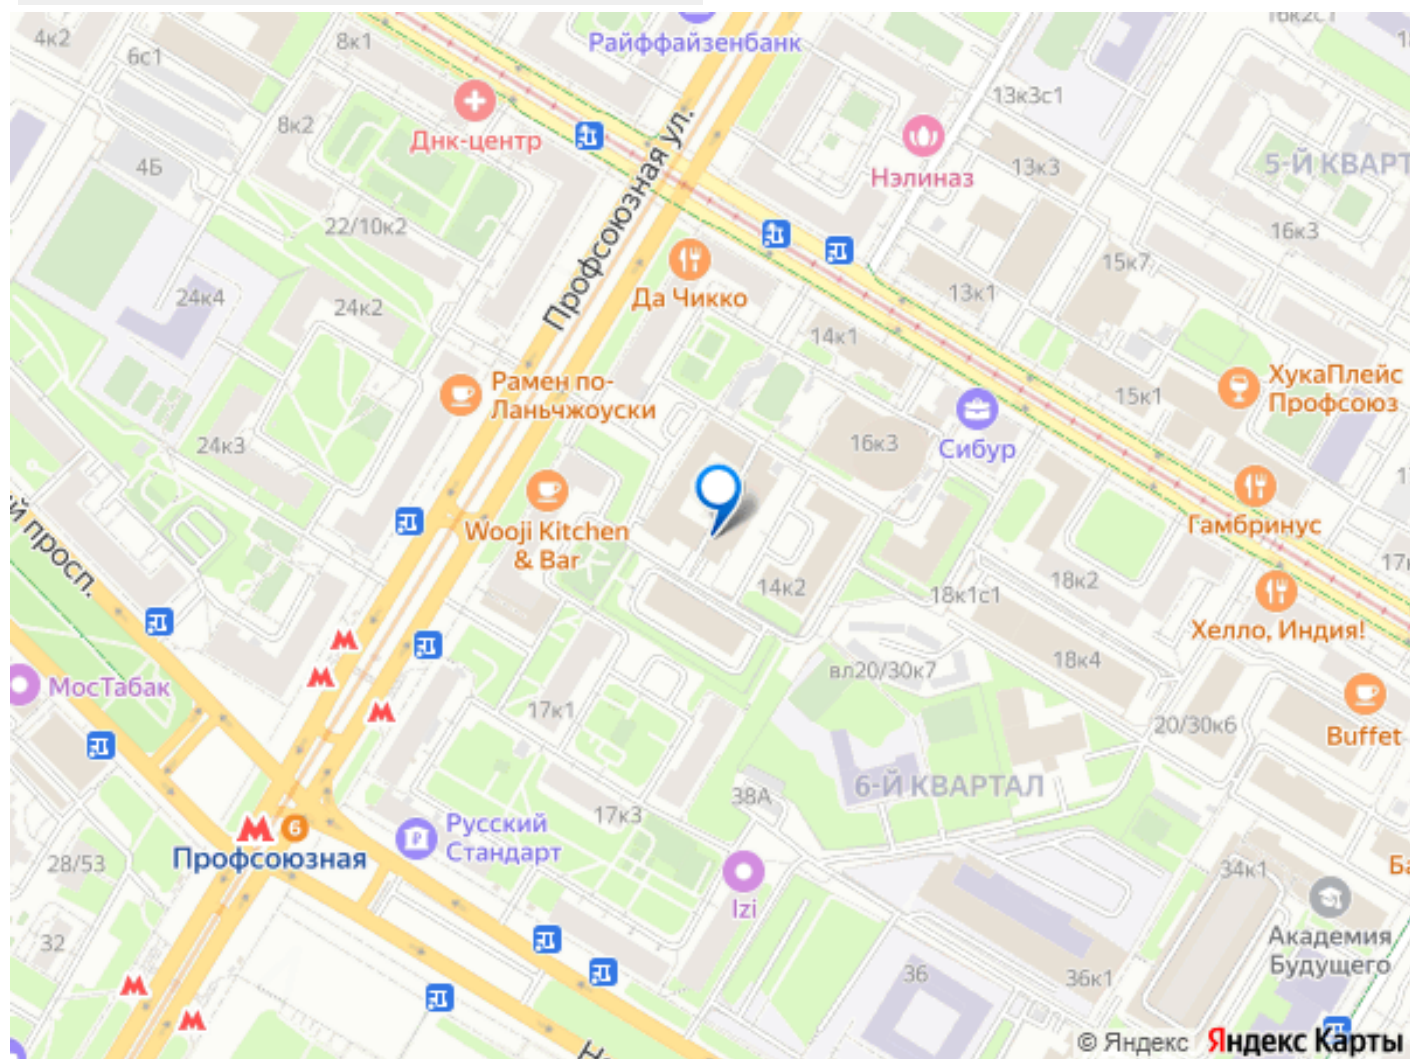 4к2
6с1
8к1
Райффайзенбанк
8к2
Днк-центр
4Б
Профсоюзная ул.
13к3с1
Нэлиназ
13к3
5-Й КВАРТ
16к3
15к7
22/10к2
24к4
24к2
Да Чикко
13к1
14к1
Рамен по-
Ланьчжоуски
15к1
ХукаПлейс
Профсоюз
24к3
16к3
Сибур
Wooji Kitchen
& Bar
Гамбринус
й просп.
14к2
18к1с1
18к2
17к
Хелло, Индия!
МосТабак
вл20/30к7
18к4
17к1
20/30к6
Buffet
6-Й КВАРТАЛ
38А
17к3
6
Профсоюзная
Русский
Стандарт
28/53
Izi
34к1
Ба
32
Академия
Будущего
36
36к1
© Яндекс Яндекс Карты